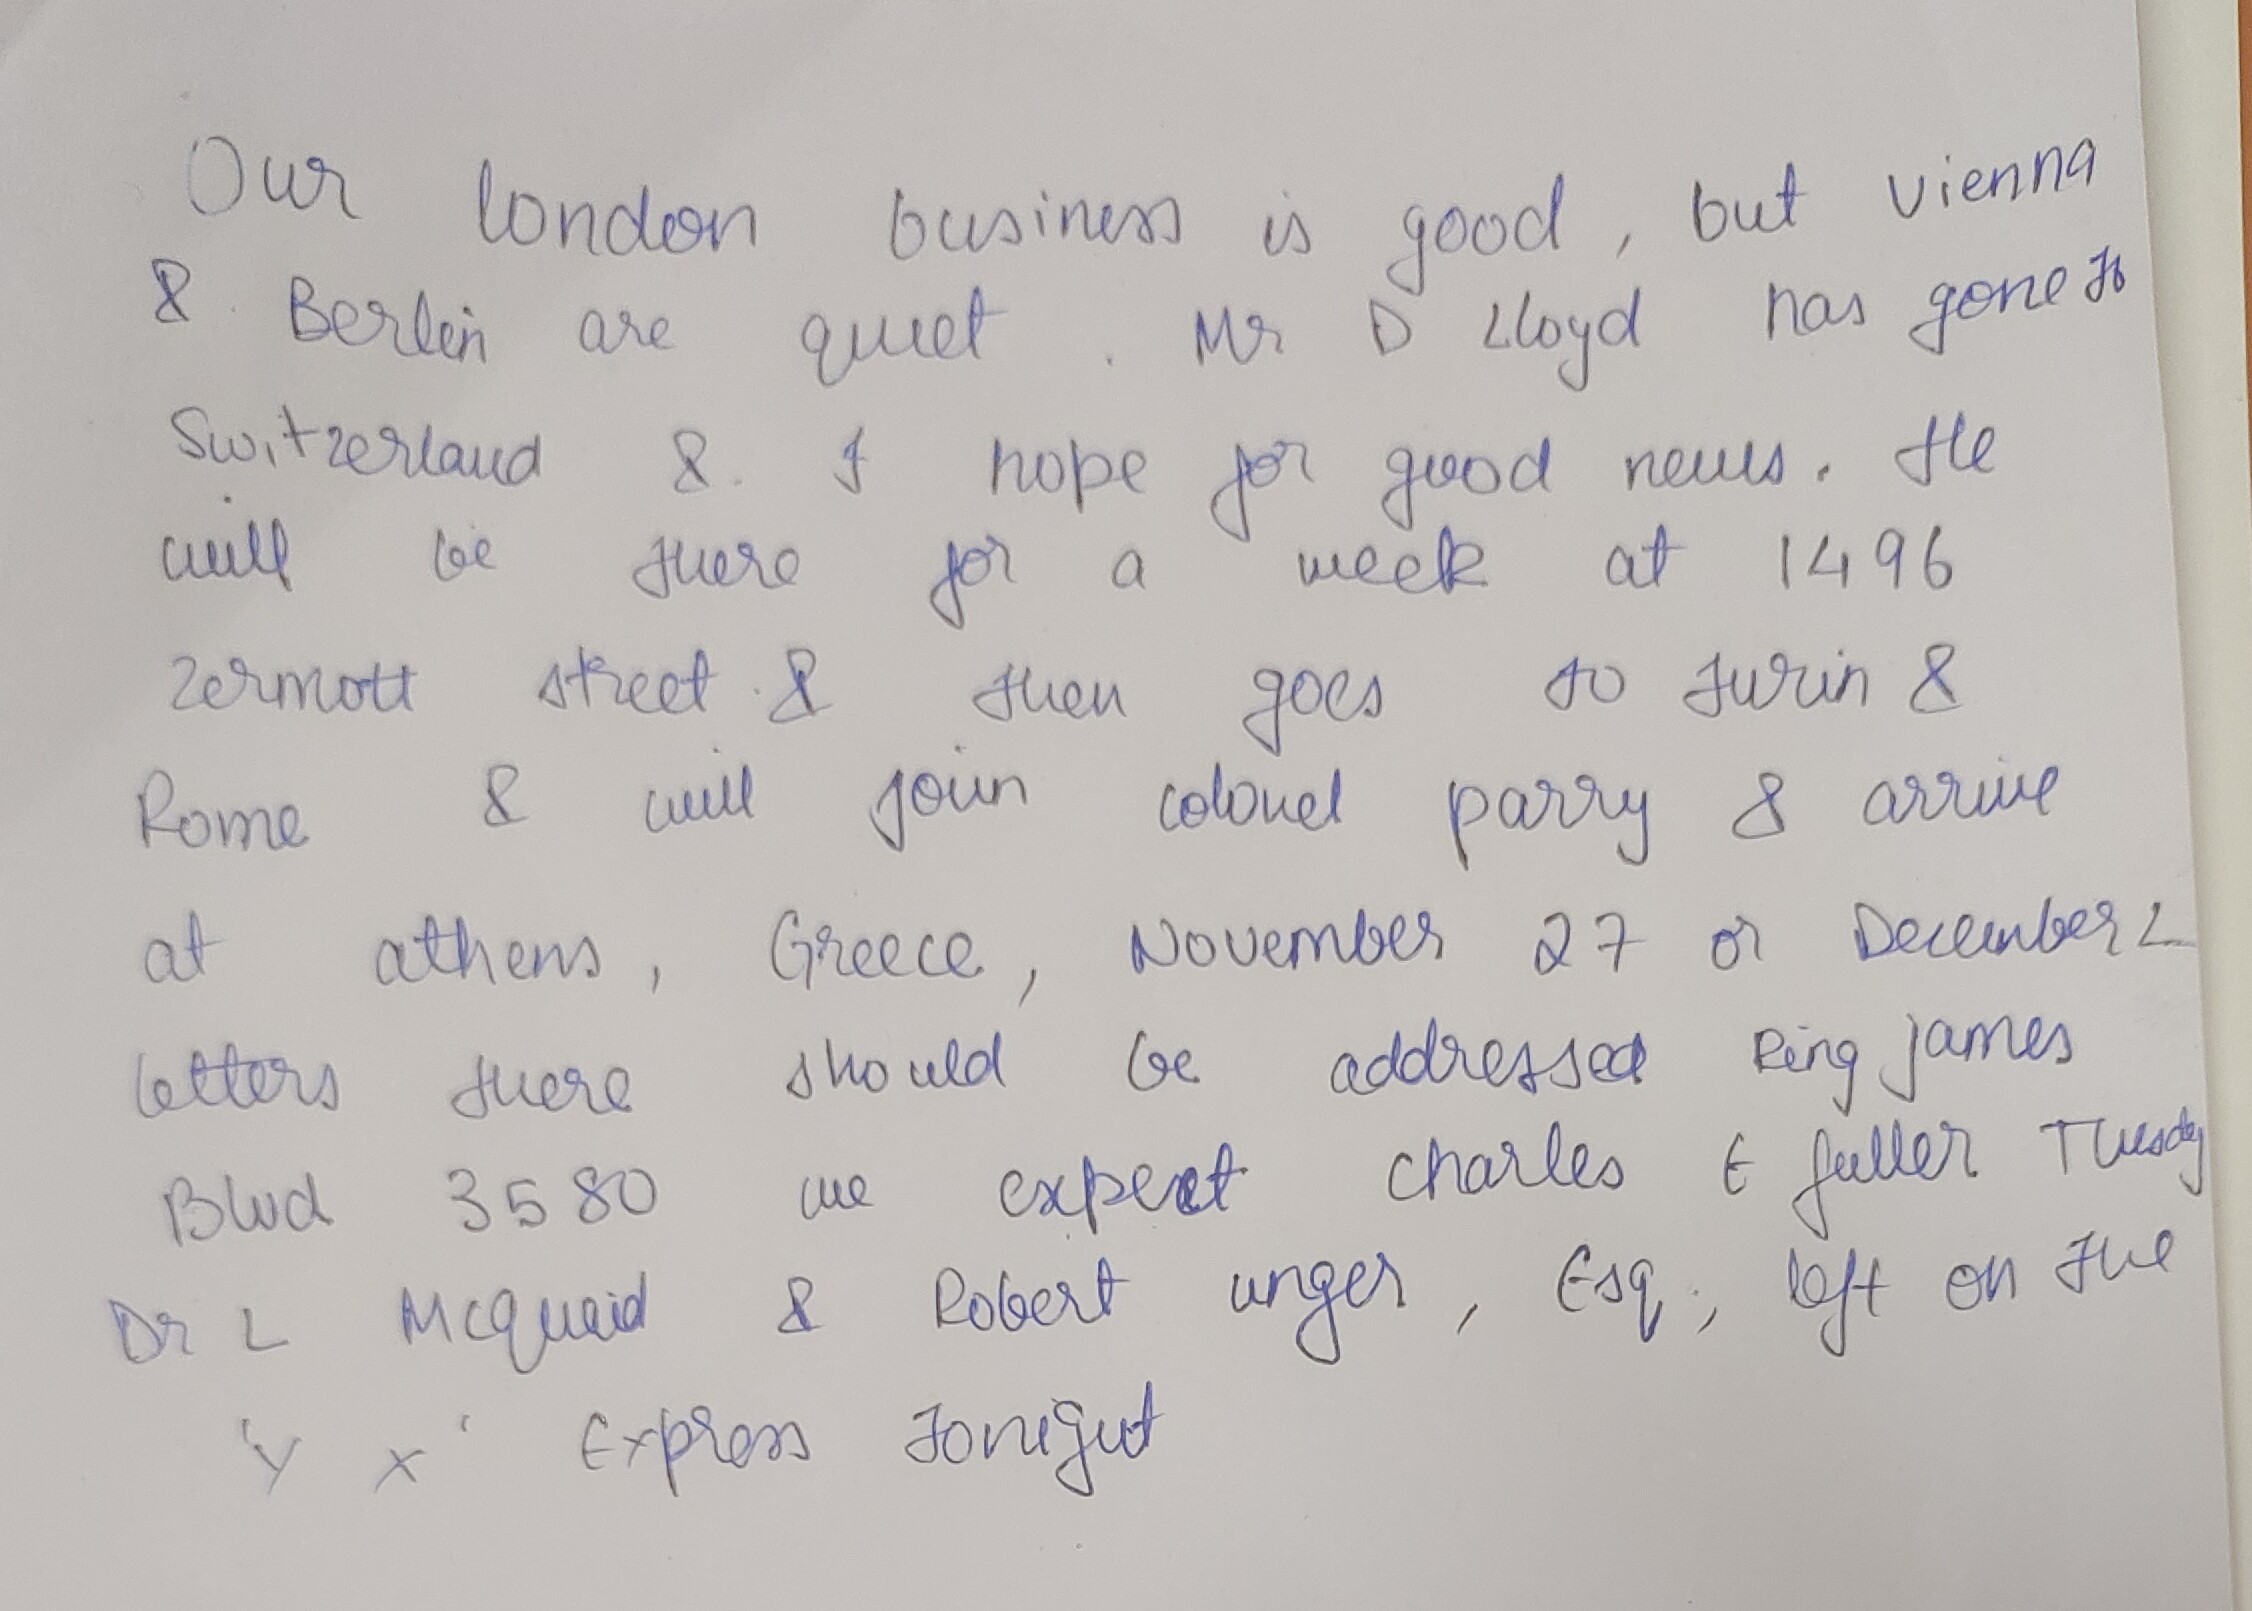 Our london business is good, but vienna
& Berlin are quiet. Mr D Lloyd has gone to
Switzerland & I hope for good news. He
will be there for a week at 1496
zermott street & then goes to turin &
Rome & will join colonel parry & arrive
at athens, Greece, November 27 or December 2
letters there should be addressed King james
Blvd 3580 we expect charles E fuller Tuesday
Dr L McQuaid & Robert unger, Esq., left on the
'Y X' Express tonight